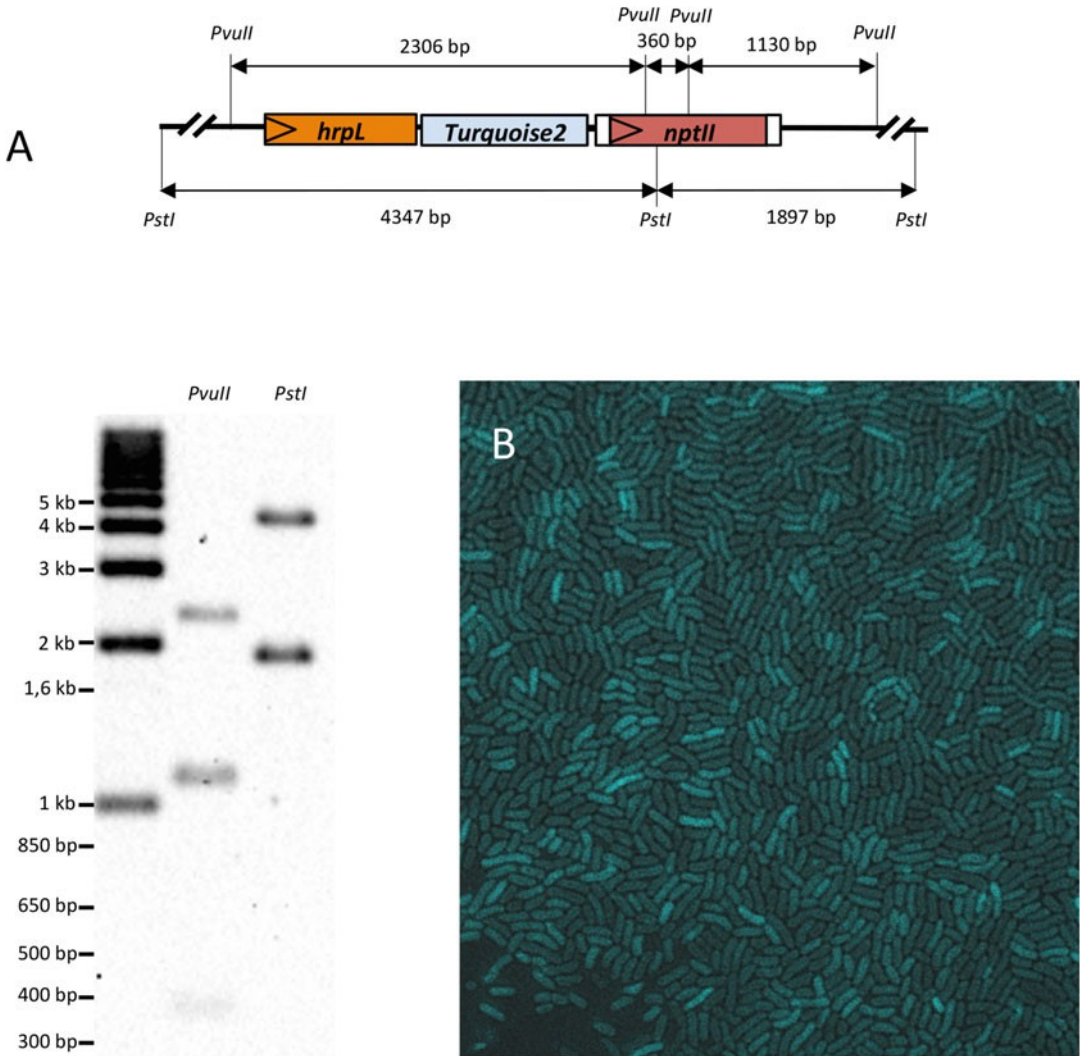 PvuII PvuII
PvuII 360 bp PvuII
2306 bp 1130 bp
A
hrpL Turquoise2 nptII
4347 bp 1897 bp
PstI PstI PstI
PvuII PstI
B
5 kb
4 kb
3 kb
2 kb
1,6 kb
1 kb
850 bp
650 bp
500 bp
400 bp
300 bp